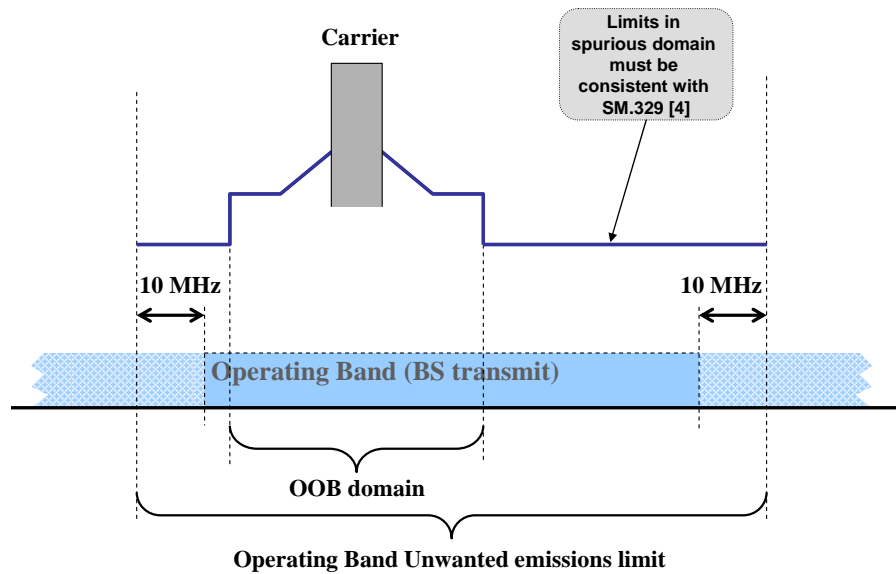 Carrier
Limits in
spurious domain
must be
consistent with
SM.329 [4]
10 MHz
10 MHz
Operating Band (BS transmit)
OOB domain
Operating Band Unwanted emissions limit